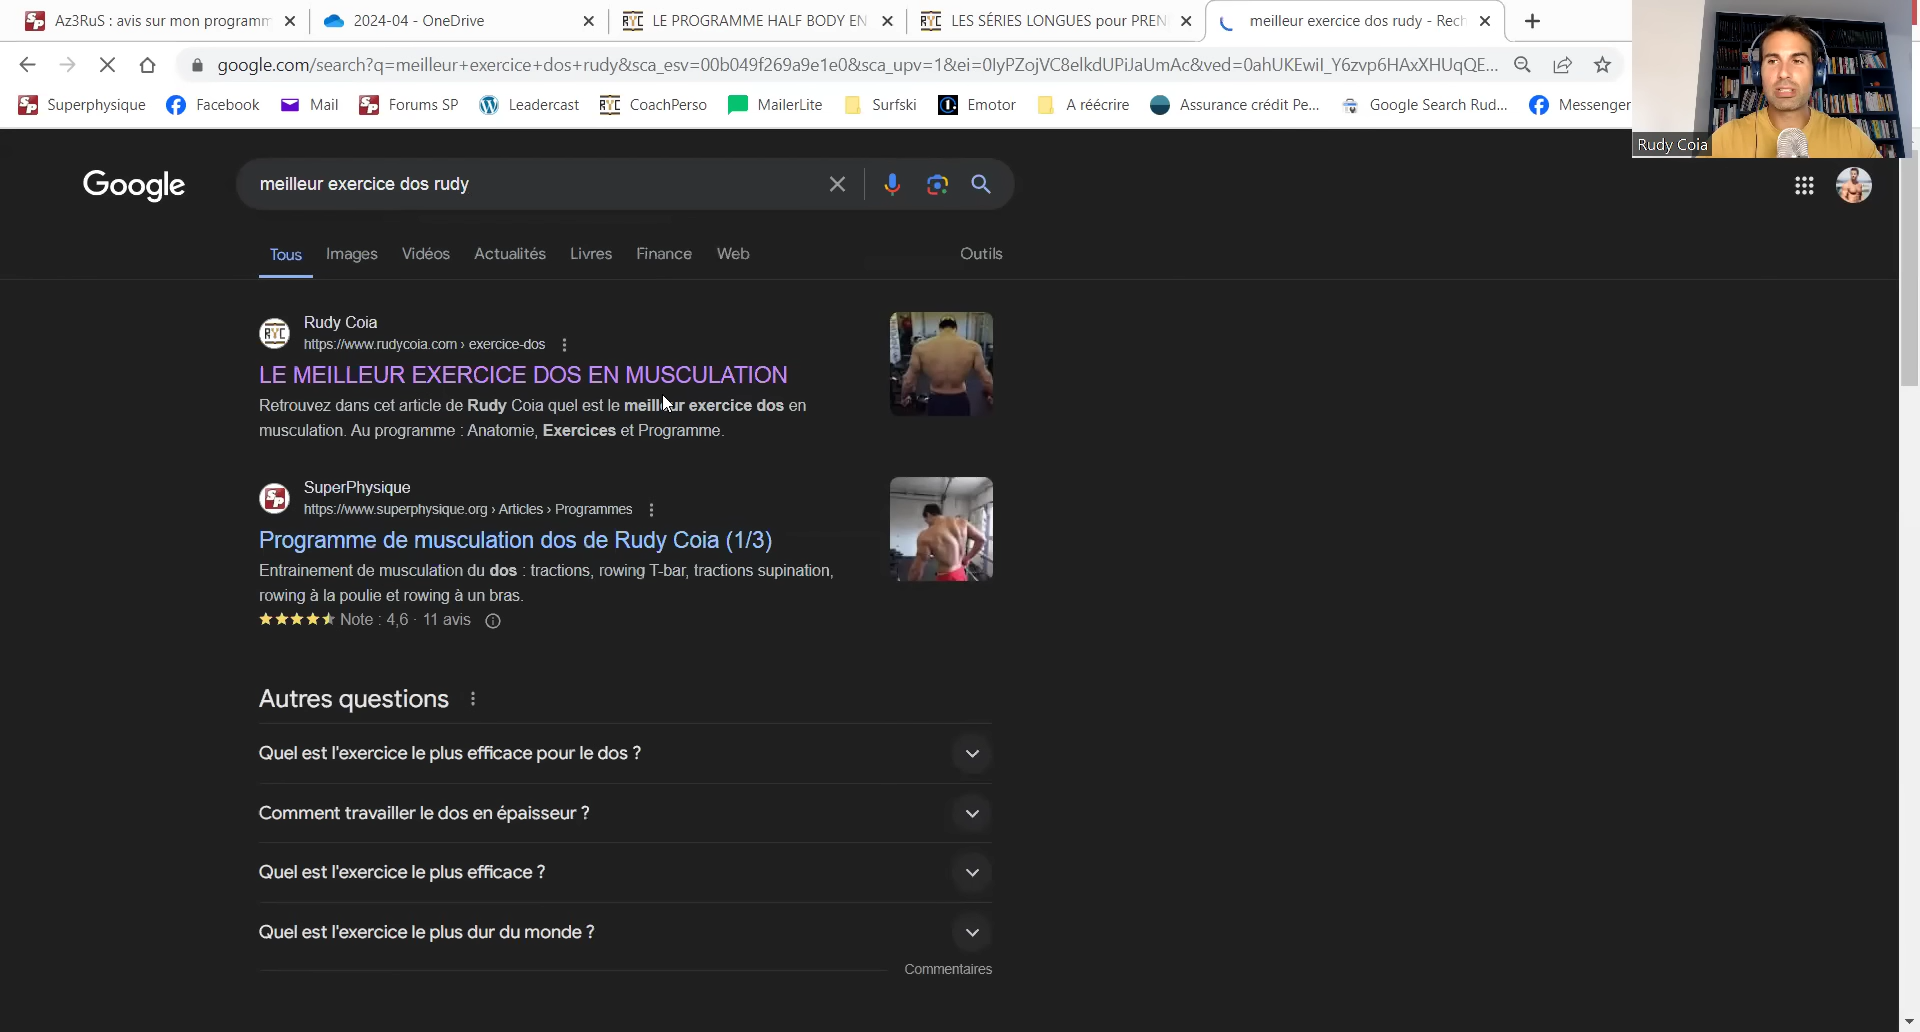 Az3RuS : avis sur mon programm
2024-04 - OneDrive
LE PROGRAMME HALF BODY EN
LES SÉRIES LONGUES pour PREN
meilleur exercice dos rudy - Rech
google.com/search?q=meilleur+exercice+dos+rudy&sca_esv=00b049f269a9e1e0&sca_upv=1&ei=0IyPZojVC8elkdUPiJaUmAc&ved=0ahUKEwiI_Y6zvp6HAxXHUqQE...
Superphysique
Facebook
Mail
Forums SP
Leadercast
CoachPerso
MailerLite
Surfski
Emotor
A réécrire
Assurance crédit Pe...
Google Search Rud...
Messenger
Rudy Coia
Google
meilleur exercice dos rudy
Tous
Images
Vidéos
Actualités
Livres
Finance
Web
Outils
RYC
Rudy Coia
https://www.rudycoia.com › exercice-dos
LE MEILLEUR EXERCICE DOS EN MUSCULATION
Retrouvez dans cet article de Rudy Coia quel est le meilleur exercice dos en
musculation. Au programme : Anatomie, Exercices et Programme.
SP
SuperPhysique
https://www.superphysique.org › Articles › Programmes
Programme de musculation dos de Rudy Coia (1/3)
Entrainement de musculation du dos : tractions, rowing T-bar, tractions supination,
rowing à la poulie et rowing à un bras.
Note : 4,6 · 11 avis
Autres questions
Quel est l'exercice le plus efficace pour le dos ?
Comment travailler le dos en épaisseur ?
Quel est l'exercice le plus efficace ?
Quel est l'exercice le plus dur du monde ?
Commentaires